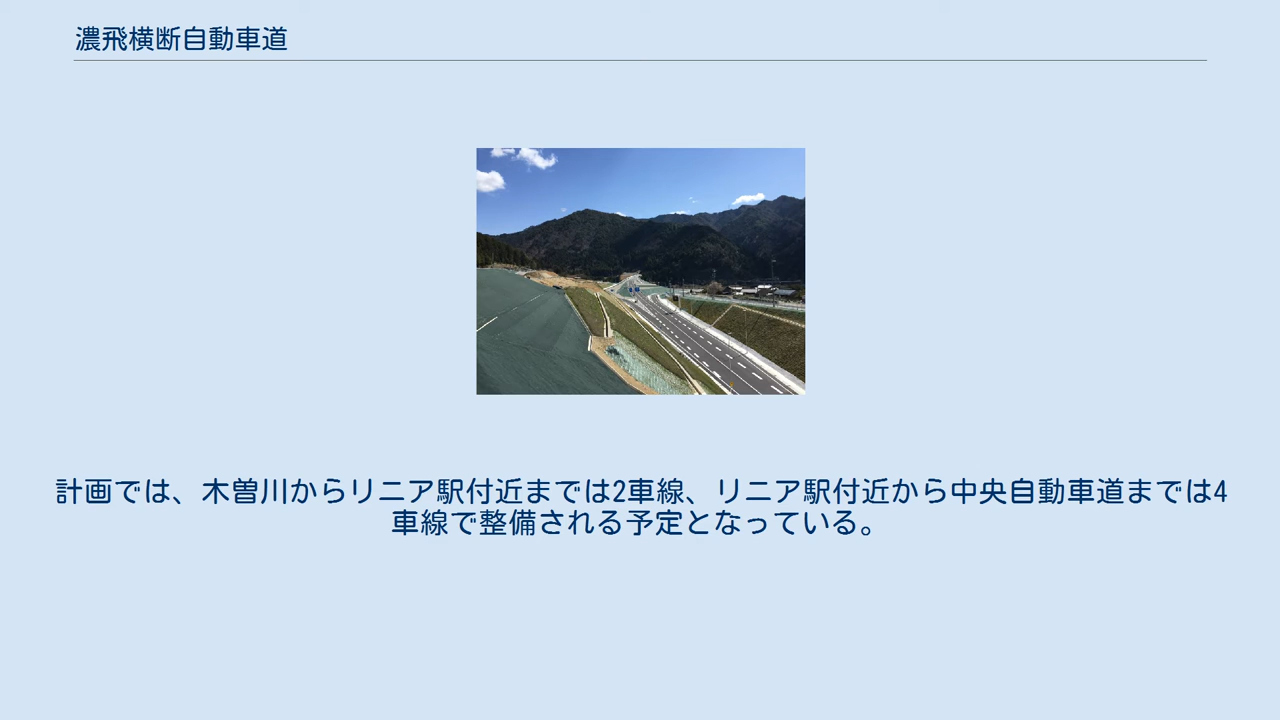 濃飛横断自動車道
計画では、木曽川からリニア駅付近までは2車線、リニア駅付近から中央自動車道までは4
車線で整備される予定となっている。